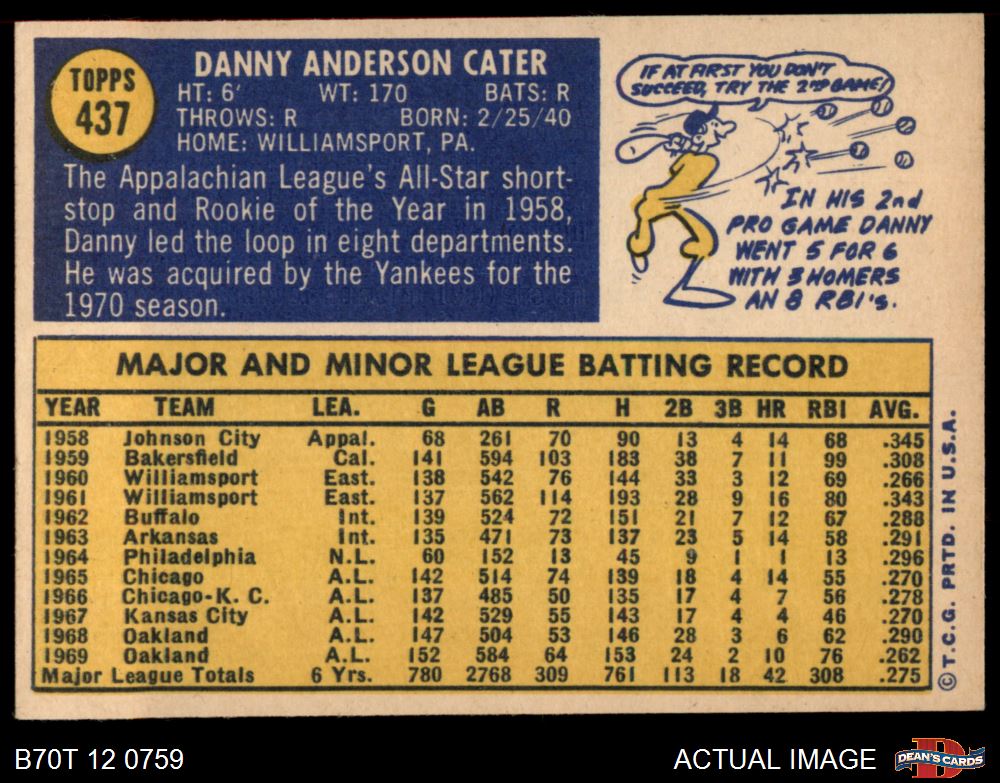 TOPPS
437
DANNY ANDERSON CATER
HT: 6' WT: 170 BATS: R
THROWS: R BORN: 2/25/40
HOME: WILLIAMSPORT, PA.
The Appalachian League's All-Star short-
stop and Rookie of the Year in 1958,
Danny led the loop in eight departments.
He was acquired by the Yankees for the
1970 season.
IF AT FIRST YOU DON'T
SUCCEED, TRY THE 2ND GAME!
IN HIS 2nd
PRO GAME DANNY
WENT 5 FOR 6
WITH 3 HOMERS
AN 8 RBI's.
MAJOR AND MINOR LEAGUE BATTING RECORD
YEAR TEAM LEA. G AB R H 2B 3B HR RBI AVG.
1958 Johnson City Appal. 68 261 70 90 13 4 14 68 .345
1959 Bakersfield Cal. 141 594 103 183 38 7 11 99 .308
1960 Williamsport East. 138 542 76 144 33 3 12 69 .266
1961 Williamsport East. 137 562 114 193 28 9 16 80 .343
1962 Buffalo Int. 139 524 72 151 21 7 12 67 .288
1963 Arkansas Int. 135 471 73 137 23 5 14 58 .291
1964 Philadelphia N.L. 60 152 13 45 9 1 1 13 .296
1965 Chicago A.L. 142 514 74 139 18 4 14 55 .270
1966 Chicago-K. C. A.L. 137 485 50 135 17 4 7 56 .278
1967 Kansas City A.L. 142 529 55 143 17 4 4 46 .270
1968 Oakland A.L. 147 504 53 146 28 3 6 62 .290
1969 Oakland A.L. 152 584 64 153 24 2 10 76 .262
Major League Totals 6 Yrs. 780 2768 309 761 113 18 42 308 .275
©T.C.G. PRTD. IN U.S.A.
B70T 12 0759
ACTUAL IMAGE
D
DEAN'S CARDS